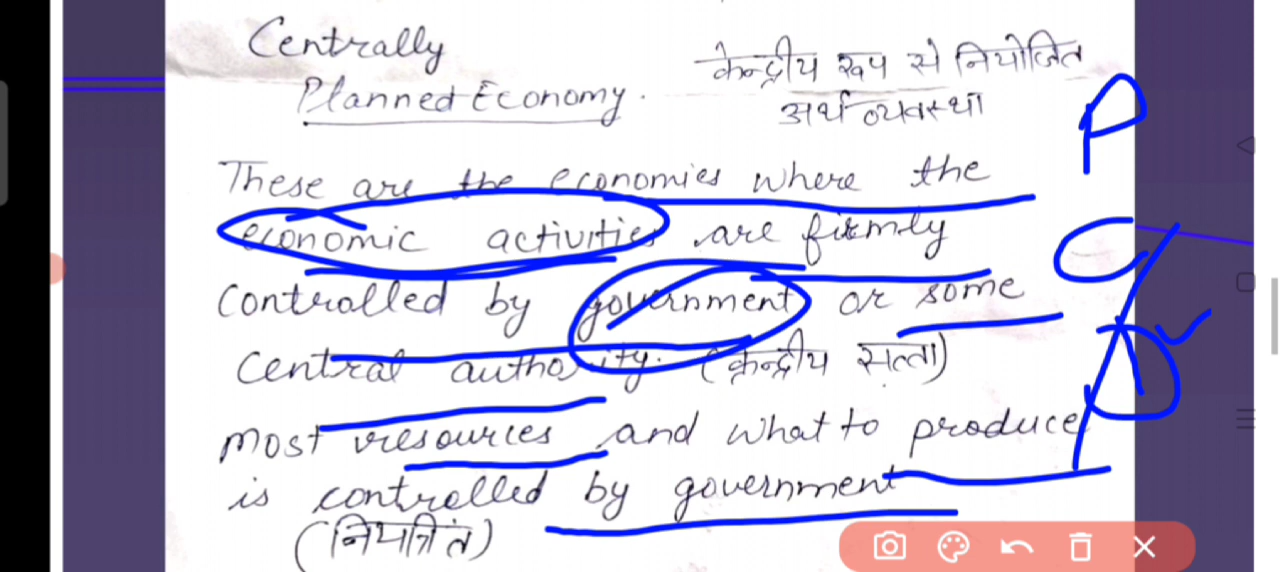 Centrally
Planned Economy.
केन्द्रीय रूप से नियोजित
अर्थव्यवस्था
These are the economies where the
economic activities are firmly
controlled by government or some
central authority. (केन्द्रीय सत्ता)
most resources and what to produce
is controlled by government
(नियंत्रित)
P
C
D